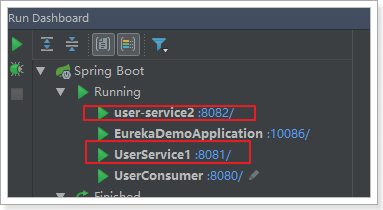 Run Dashboard
Spring Boot
Running
user-service2 :8082/
EurekaDemoApplication :10086/
UserService1 :8081/
UserConsumer :8080/
Finished